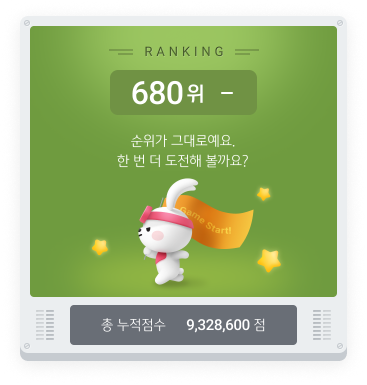 RANKING
680위 –
순위가 그대로예요.
한 번 더 도전해 볼까요?
Game Start!
총 누적점수 9,328,600 점